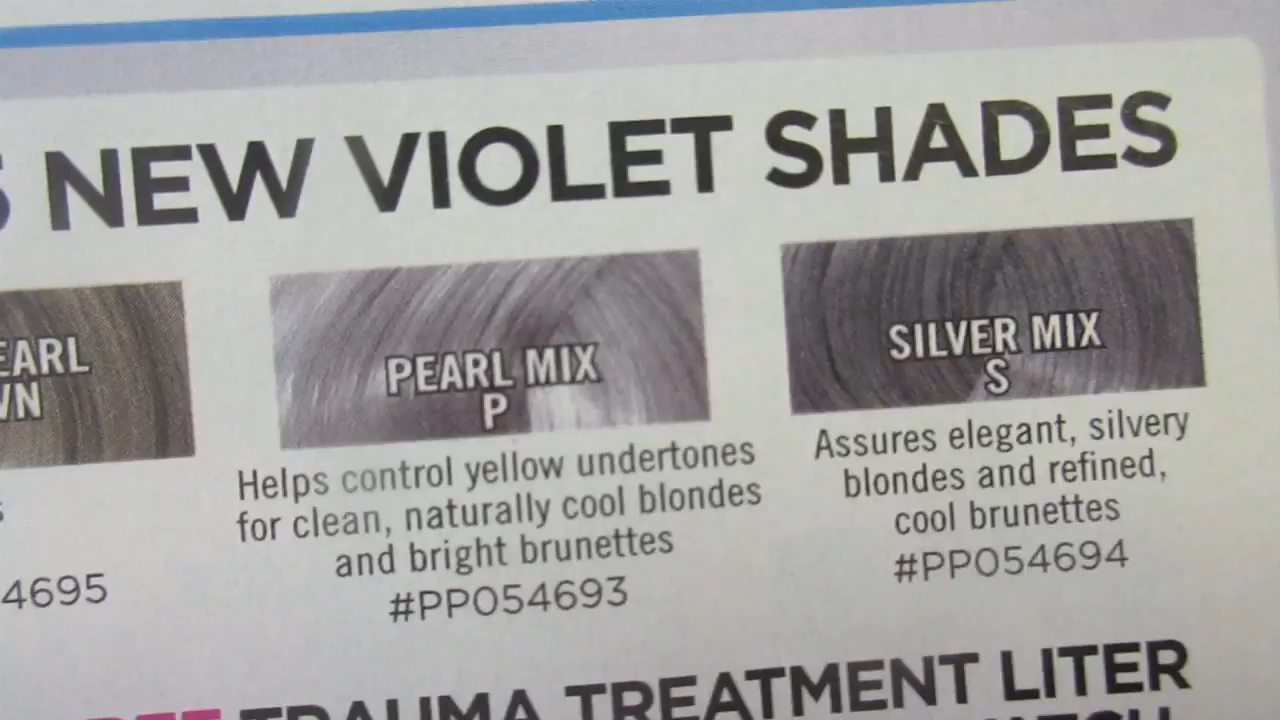 NEW VIOLET SHADES
PEARL MIX
P
Helps control yellow undertones
for clean, naturally cool blondes
and bright brunettes
#PP054693
SILVER MIX
S
Assures elegant, silvery
blondes and refined,
cool brunettes
#PP054694
4695
TRAUMA TREATMENT LITER